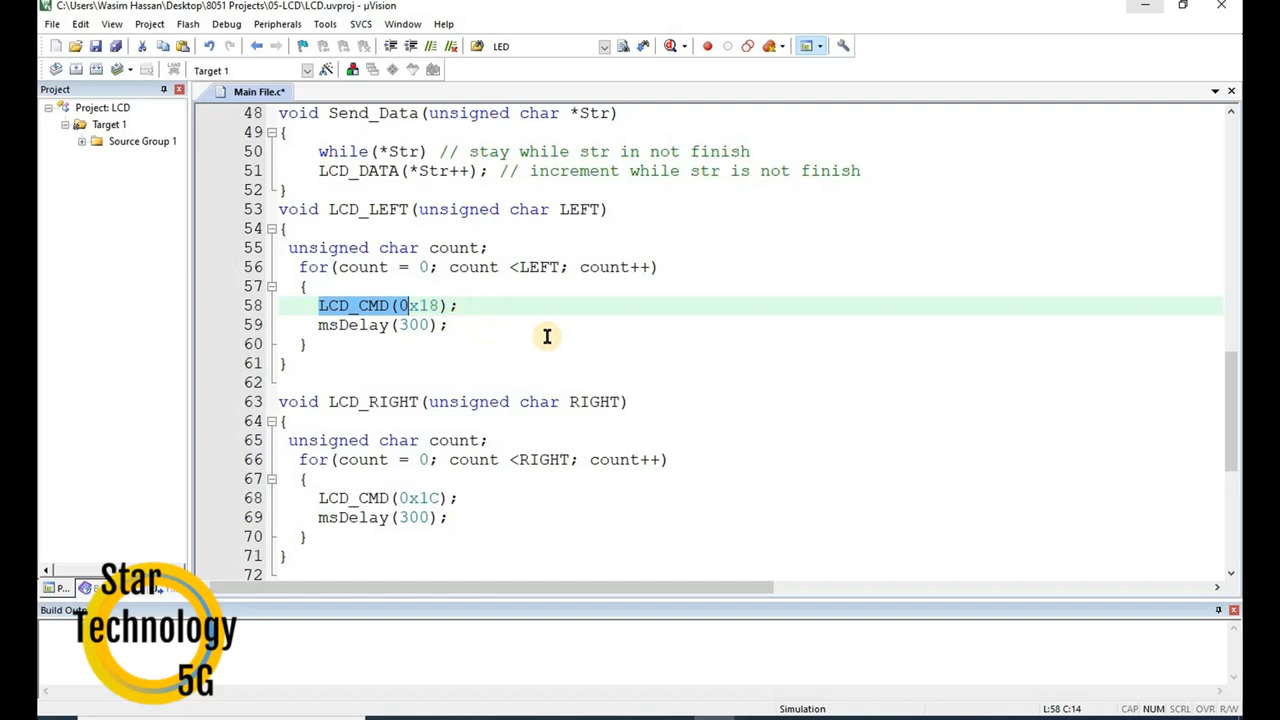 C:\Users\Wasim Hassan\Desktop\8051 Projects\05-LCD\LCD.uvproj - µVision
File Edit View Project Flash Debug Peripherals Tools SVCS Window Help
LED
LOAD Target 1
Project
Main File.c*
Project: LCD
Target 1
Source Group 1
48 void Send_Data(unsigned char *Str)
49 {
50 while(*Str) // stay while str in not finish
51 LCD_DATA(*Str++); // increment while str is not finish
52 }
53 void LCD_LEFT(unsigned char LEFT)
54 {
55 unsigned char count;
56 for(count = 0; count <LEFT; count++)
57 {
58 LCD_CMD(0x18);
59 msDelay(300);
60 }
61 }
62
63 void LCD_RIGHT(unsigned char RIGHT)
64 {
65 unsigned char count;
66 for(count = 0; count <RIGHT; count++)
67 {
68 LCD_CMD(0x1C);
69 msDelay(300);
70 }
71 }
72
P...
Build Outp
Star
Technology
5G
Simulation L:58 C:14 CAP NUM SCRL OVR R/W